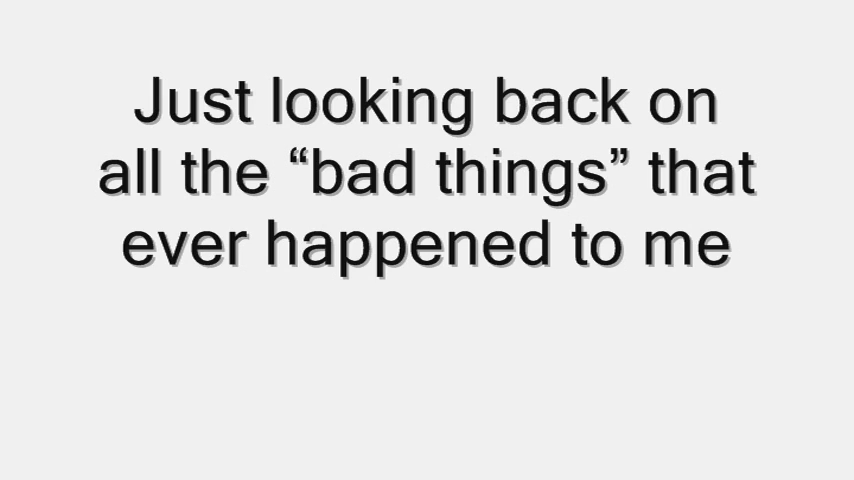 Just looking back on
all the “bad things” that
ever happened to me